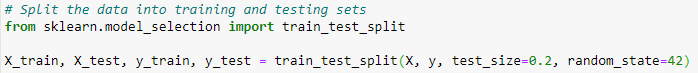 # Split the data into training and testing sets
from sklearn.model_selection import train_test_split
X_train, X_test, y_train, y_test = train_test_split(X, y, test_size=0.2, random_state=42)